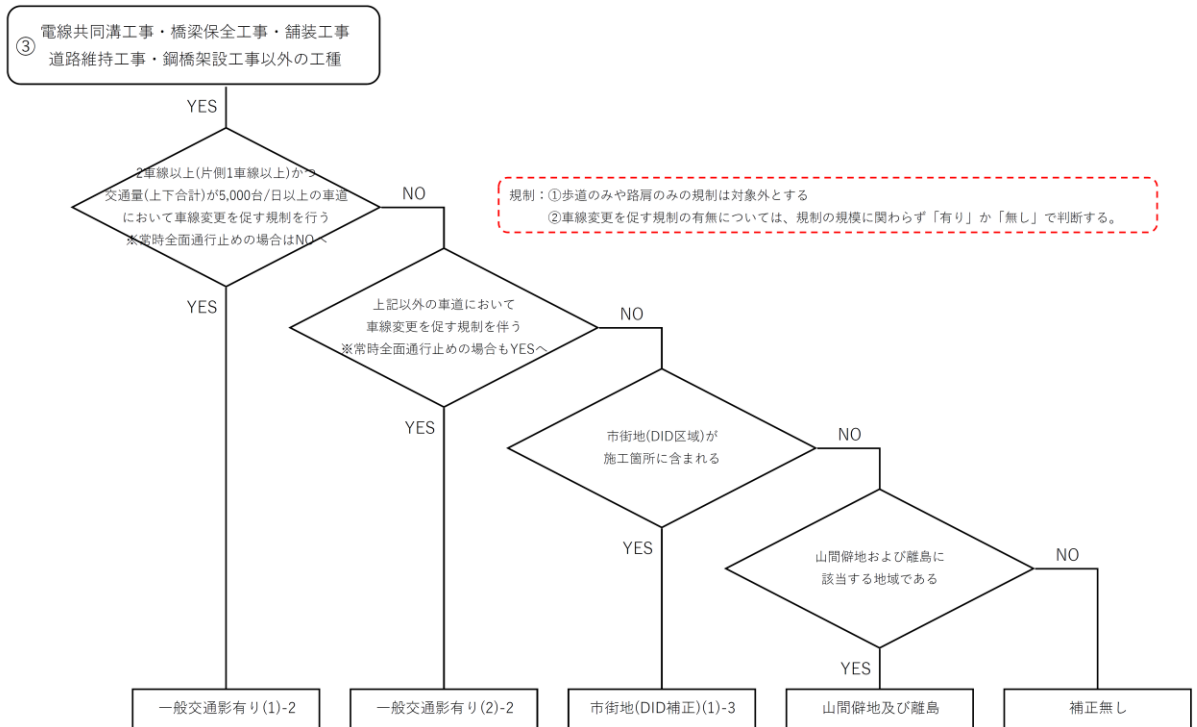 ③
電線共同溝工事・橋梁保全工事・舗装工事
道路維持工事・鋼橋架設工事以外の工種
YES
2車線以上(片側1車線以上)かつ
交通量(上下合計)が5,000台/日以上の車道
において車線変更を促す規制を行う
※常時全面通行止めの場合はNOへ
NO
規制：①歩道のみや路肩のみの規制は対象外とする
②車線変更を促す規制の有無については、規制の規模に関わらず「有り」か「無し」で判断する。
YES
上記以外の車道において
車線変更を促す規制を伴う
※常時全面通行止めの場合もYESへ
NO
YES
市街地(DID区域)が
施工箇所に含まれる
NO
YES
山間僻地および離島に
該当する地域である
NO
YES
一般交通影有り(1)-2
一般交通影有り(2)-2
市街地(DID補正)(1)-3
山間僻地及び離島
補正無し